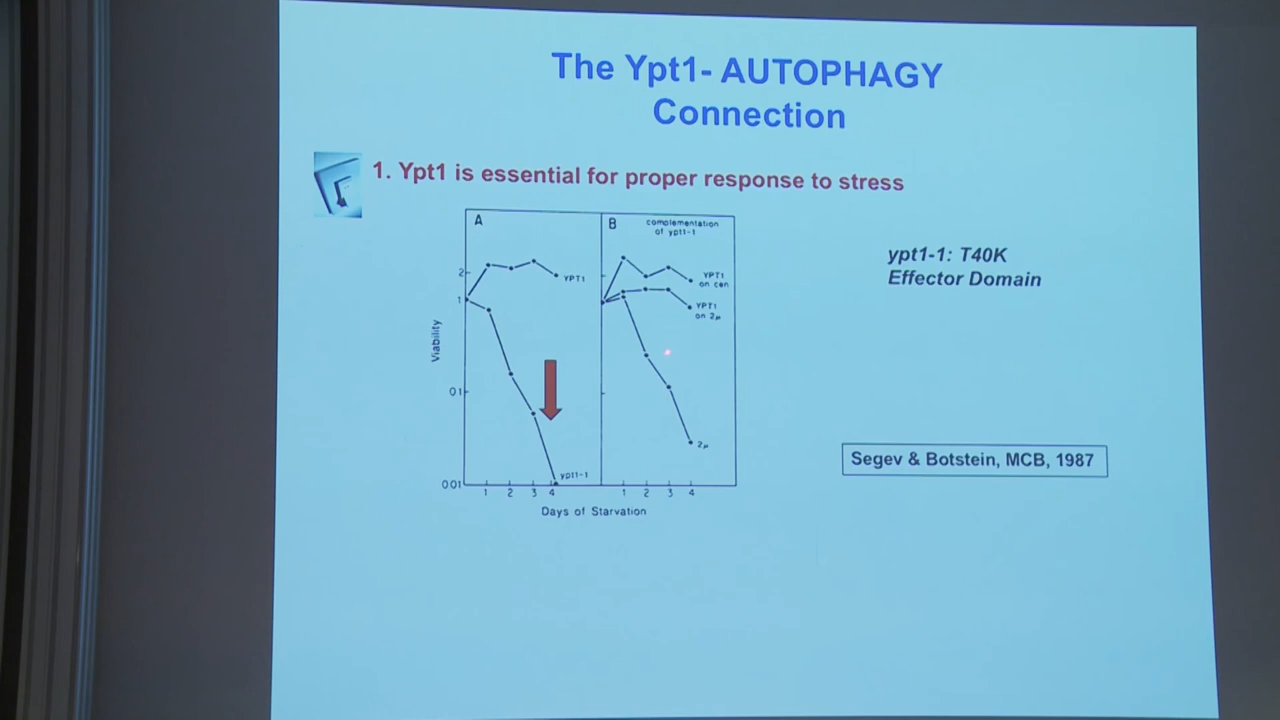 The Ypt1- AUTOPHAGY
Connection
1. Ypt1 is essential for proper response to stress
A
YPT1
ypt1-1
B
comolementation
of ypt1-1
YPT1
on cen
YPT1
on 2μ
2μ
2
1
01
001
Viability
1 2 3 4
1 2 3 4
Days of Starvation
ypt1-1: T40K
Effector Domain
Segev & Botstein, MCB, 1987